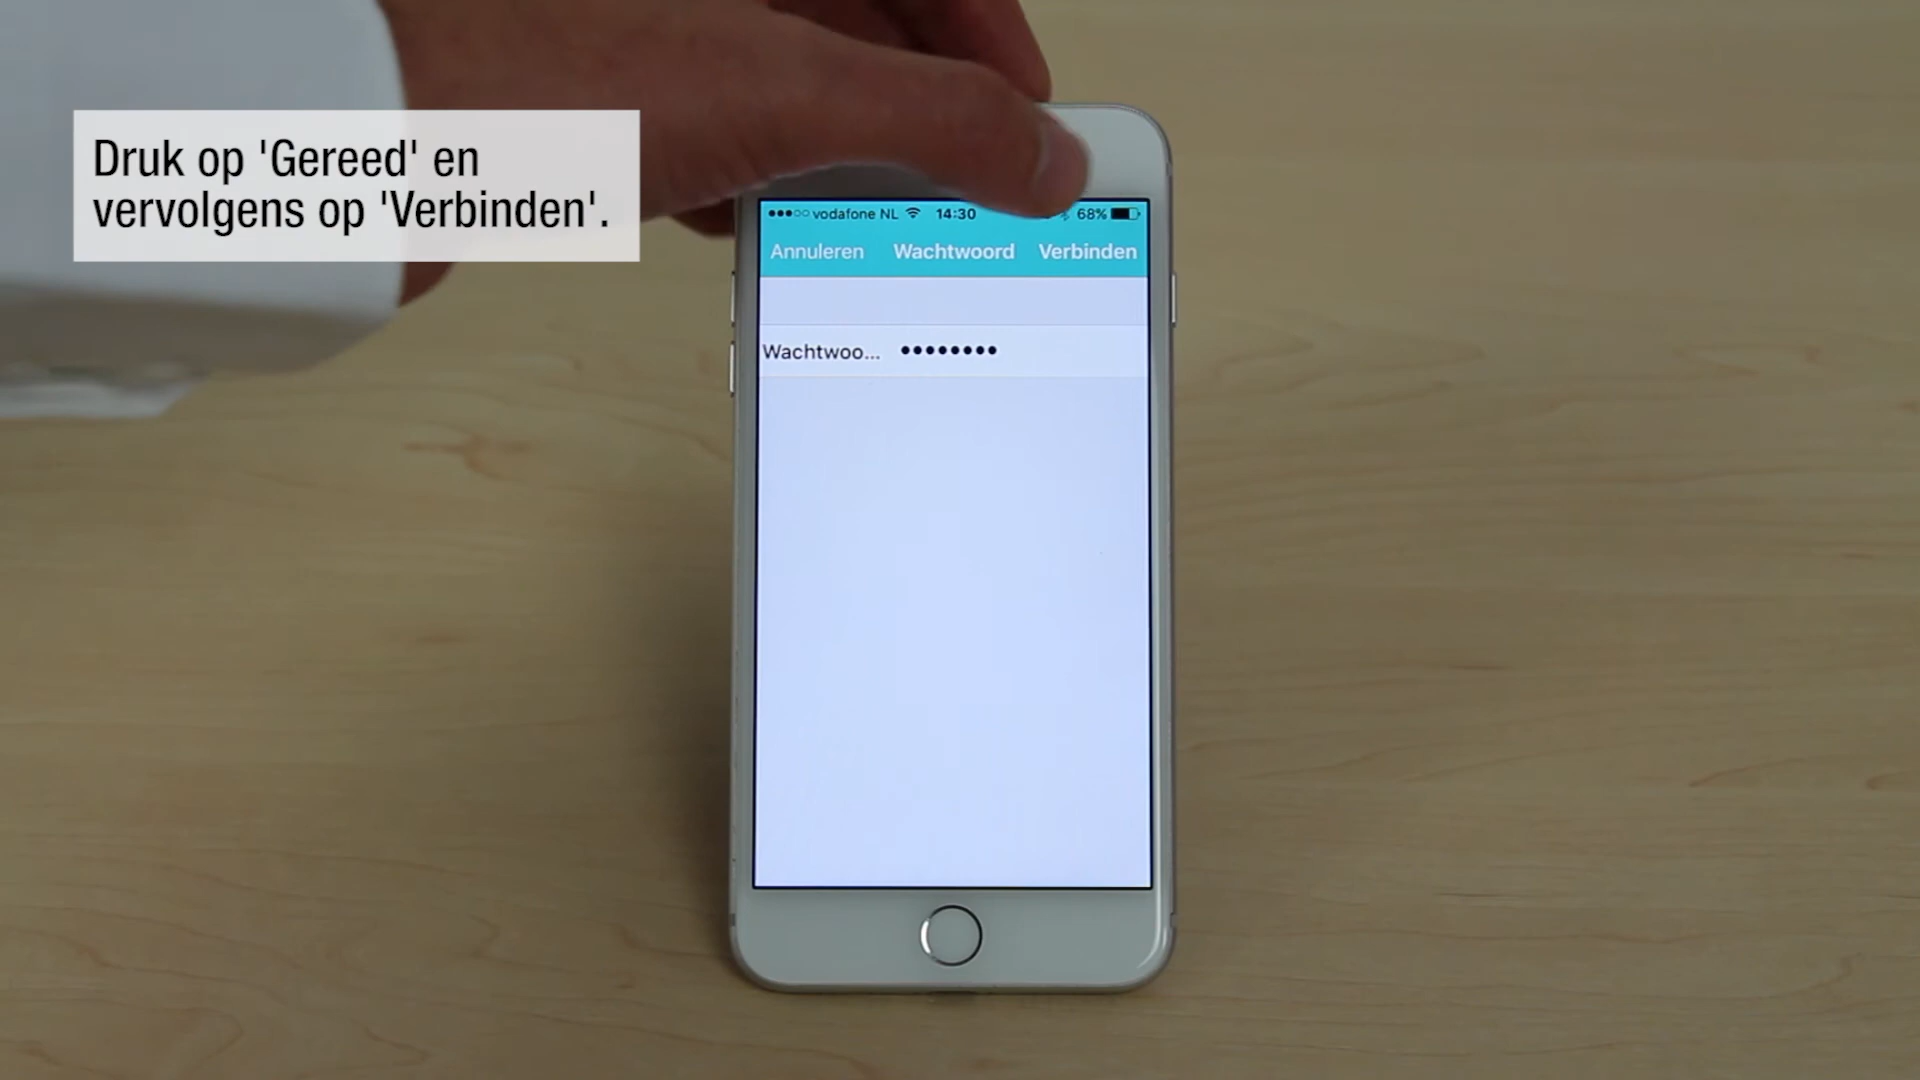 Druk op 'Gereed' en
vervolgens op 'Verbinden'.
vodafone NL 14:30 68%
Annuleren Wachtwoord Verbinden
Wachtwoo... ••••••••